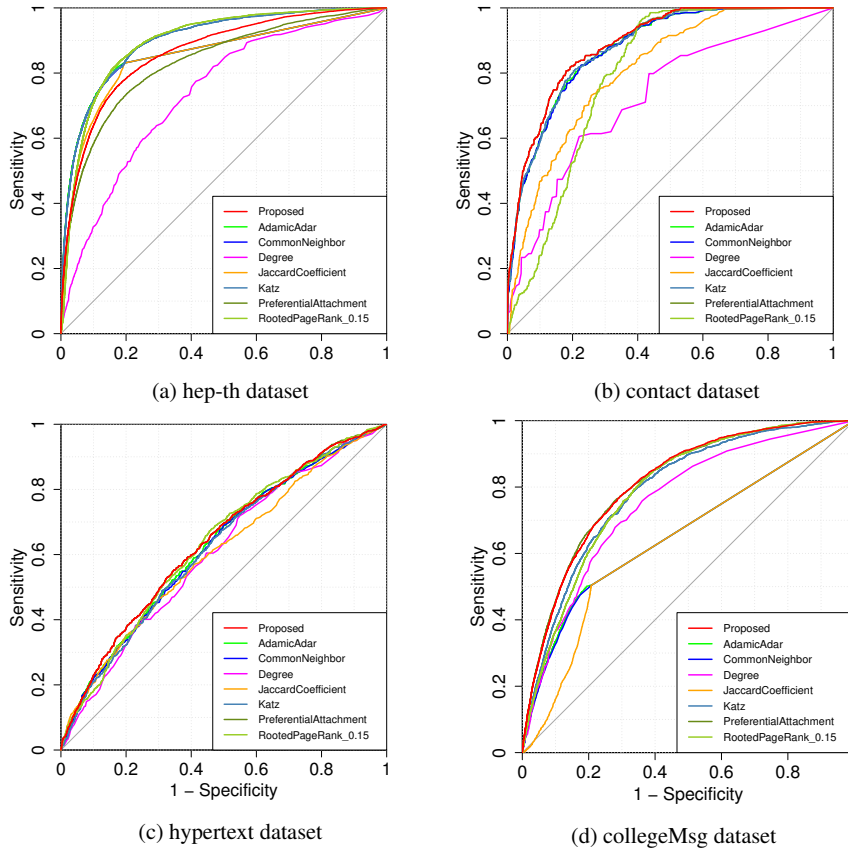 Sensitivity
0 0.2 0.4 0.6 0.8 1
Proposed
AdamicAdar
CommonNeighbor
Degree
JaccardCoefficient
Katz
PreferentialAttachment
RootedPageRank_0.15
0 0.2 0.4 0.6 0.8 1
(a) hep-th dataset
Sensitivity
0 0.2 0.4 0.6 0.8 1
Proposed
AdamicAdar
CommonNeighbor
Degree
JaccardCoefficient
Katz
PreferentialAttachment
RootedPageRank_0.15
0 0.2 0.4 0.6 0.8 1
(b) contact dataset
Sensitivity
0 0.2 0.4 0.6 0.8 1
Proposed
AdamicAdar
CommonNeighbor
Degree
JaccardCoefficient
Katz
PreferentialAttachment
RootedPageRank_0.15
0 0.2 0.4 0.6 0.8 1
1 − Specificity
(c) hypertext dataset
Sensitivity
0 0.2 0.4 0.6 0.8 1
Proposed
AdamicAdar
CommonNeighbor
Degree
JaccardCoefficient
Katz
PreferentialAttachment
RootedPageRank_0.15
0 0.2 0.4 0.6 0.8
1 − Specificity
(d) collegeMsg dataset